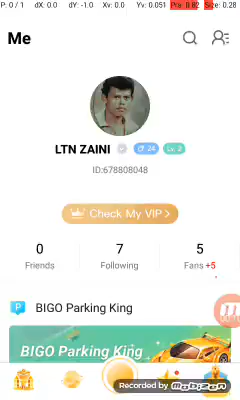 P: 0 / 1 dX: 0.0 dY: -1.0 Xv: 0.0 Yv: 0.051 Prs: 0.82 Size: 0.28
Me
LTN ZAINI 24 Lv. 2
ID:678808048
Check My VIP >
0 7 5
Friends Following Fans +5
P BIGO Parking King
BIGO Parking King
Recorded by Mobizen